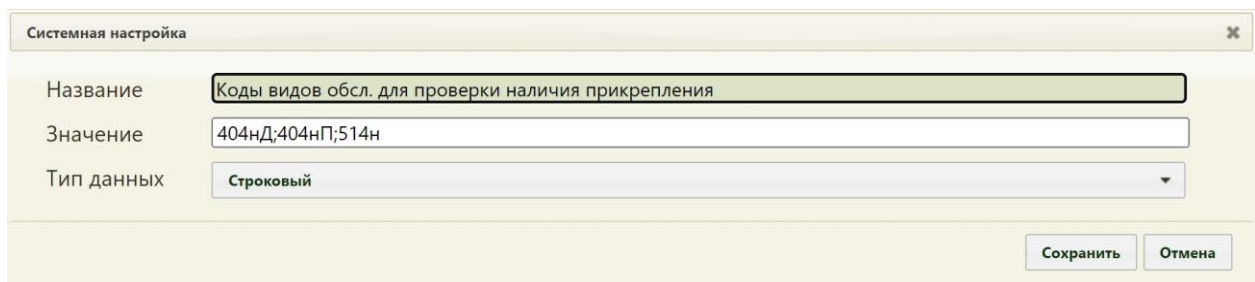 Системная настройка
Название Коды видов обсл. для проверки наличия прикрепления
Значение 404нД;404нП;514н
Тип данных Строковый
Сохранить Отмена